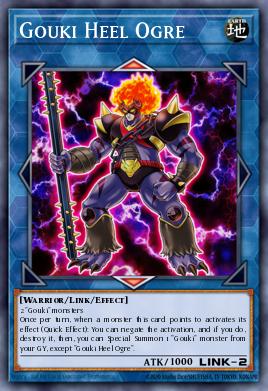 Gouki Heel Ogre
EARTH
地
[Warrior/Link/Effect]
2 "Gouki" monsters
Once per turn, when a monster this card points to activates its
effect (Quick Effect): You can negate the activation, and if you do,
destroy it, then, you can Special Summon 1 "Gouki" monster from
your GY, except "Gouki Heel Ogre".
ATK/1000 LINK-2